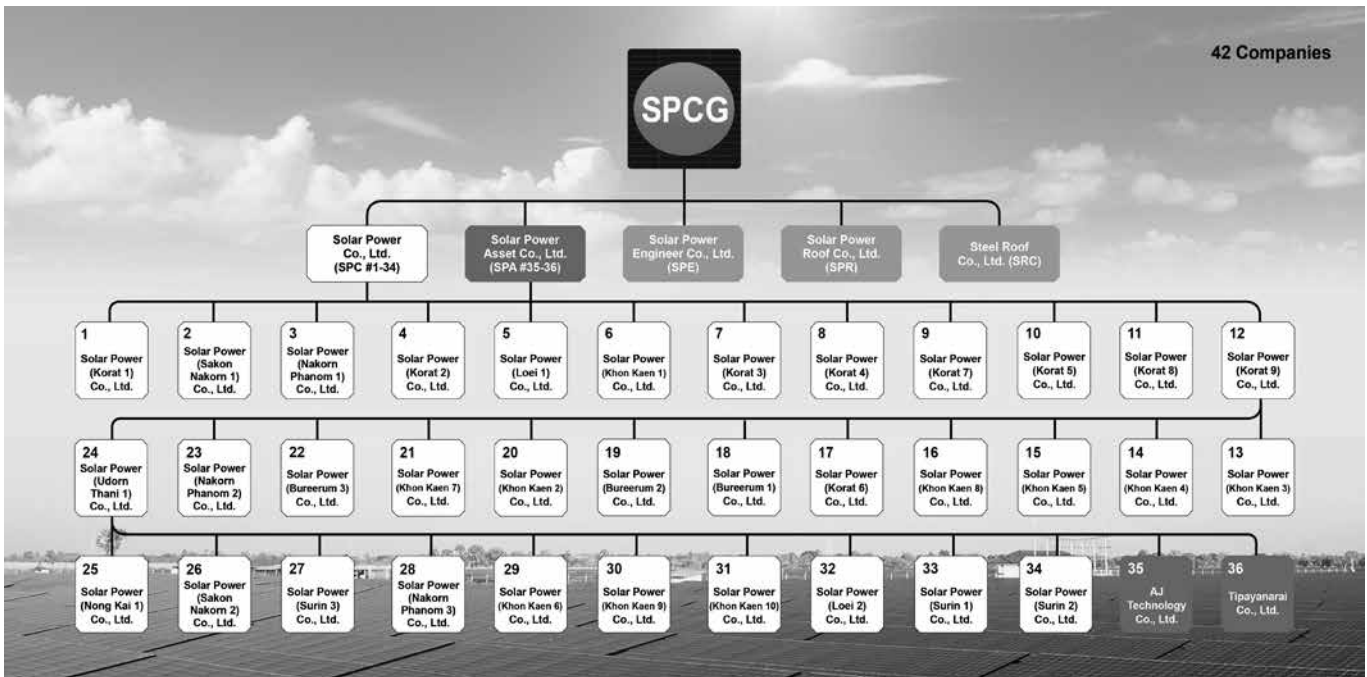 42 Companies
SPCG
Solar Power
Co., Ltd.
(SPC #1-34)
Solar Power
Asset Co., Ltd.
(SPA #35-36)
Solar Power
Engineer Co., Ltd.
(SPE)
Solar Power
Roof Co., Ltd.
(SPR)
Steel Roof
Co., Ltd. (SRC)
1
Solar Power
(Korat 1)
Co., Ltd.
2
Solar Power
(Sakon
Nakorn 1)
Co., Ltd.
3
Solar Power
(Nakorn
Phanom 1)
Co., Ltd.
4
Solar Power
(Korat 2)
Co., Ltd.
5
Solar Power
(Loei 1)
Co., Ltd.
6
Solar Power
(Khon Kaen 1)
Co., Ltd.
7
Solar Power
(Korat 3)
Co., Ltd.
8
Solar Power
(Korat 4)
Co., Ltd.
9
Solar Power
(Korat 7)
Co., Ltd.
10
Solar Power
(Korat 5)
Co., Ltd.
11
Solar Power
(Korat 8)
Co., Ltd.
12
Solar Power
(Korat 9)
Co., Ltd.
24
Solar Power
(Udorn
Thani 1)
Co., Ltd.
23
Solar Power
(Nakorn
Phanom 2)
Co., Ltd.
22
Solar Power
(Bureerum 3)
Co., Ltd.
21
Solar Power
(Khon Kaen 7)
Co., Ltd.
20
Solar Power
(Khon Kaen 2)
Co., Ltd.
19
Solar Power
(Bureerum 2)
Co., Ltd.
18
Solar Power
(Bureerum 1)
Co., Ltd.
17
Solar Power
(Korat 6)
Co., Ltd.
16
Solar Power
(Khon Kaen 8)
Co., Ltd.
15
Solar Power
(Khon Kaen 5)
Co., Ltd.
14
Solar Power
(Khon Kaen 4)
Co., Ltd.
13
Solar Power
(Khon Kaen 3)
Co., Ltd.
25
Solar Power
(Nong Kai 1)
Co., Ltd.
26
Solar Power
(Sakon
Nakorn 2)
Co., Ltd.
27
Solar Power
(Surin 3)
Co., Ltd.
28
Solar Power
(Nakorn
Phanom 3)
Co., Ltd.
29
Solar Power
(Khon Kaen 6)
Co., Ltd.
30
Solar Power
(Khon Kaen 9)
Co., Ltd.
31
Solar Power
(Khon Kaen 10)
Co., Ltd.
32
Solar Power
(Loei 2)
Co., Ltd.
33
Solar Power
(Surin 1)
Co., Ltd.
34
Solar Power
(Surin 2)
Co., Ltd.
35
AJ
Technology
Co., Ltd.
36
Tipayanarai
Co., Ltd.